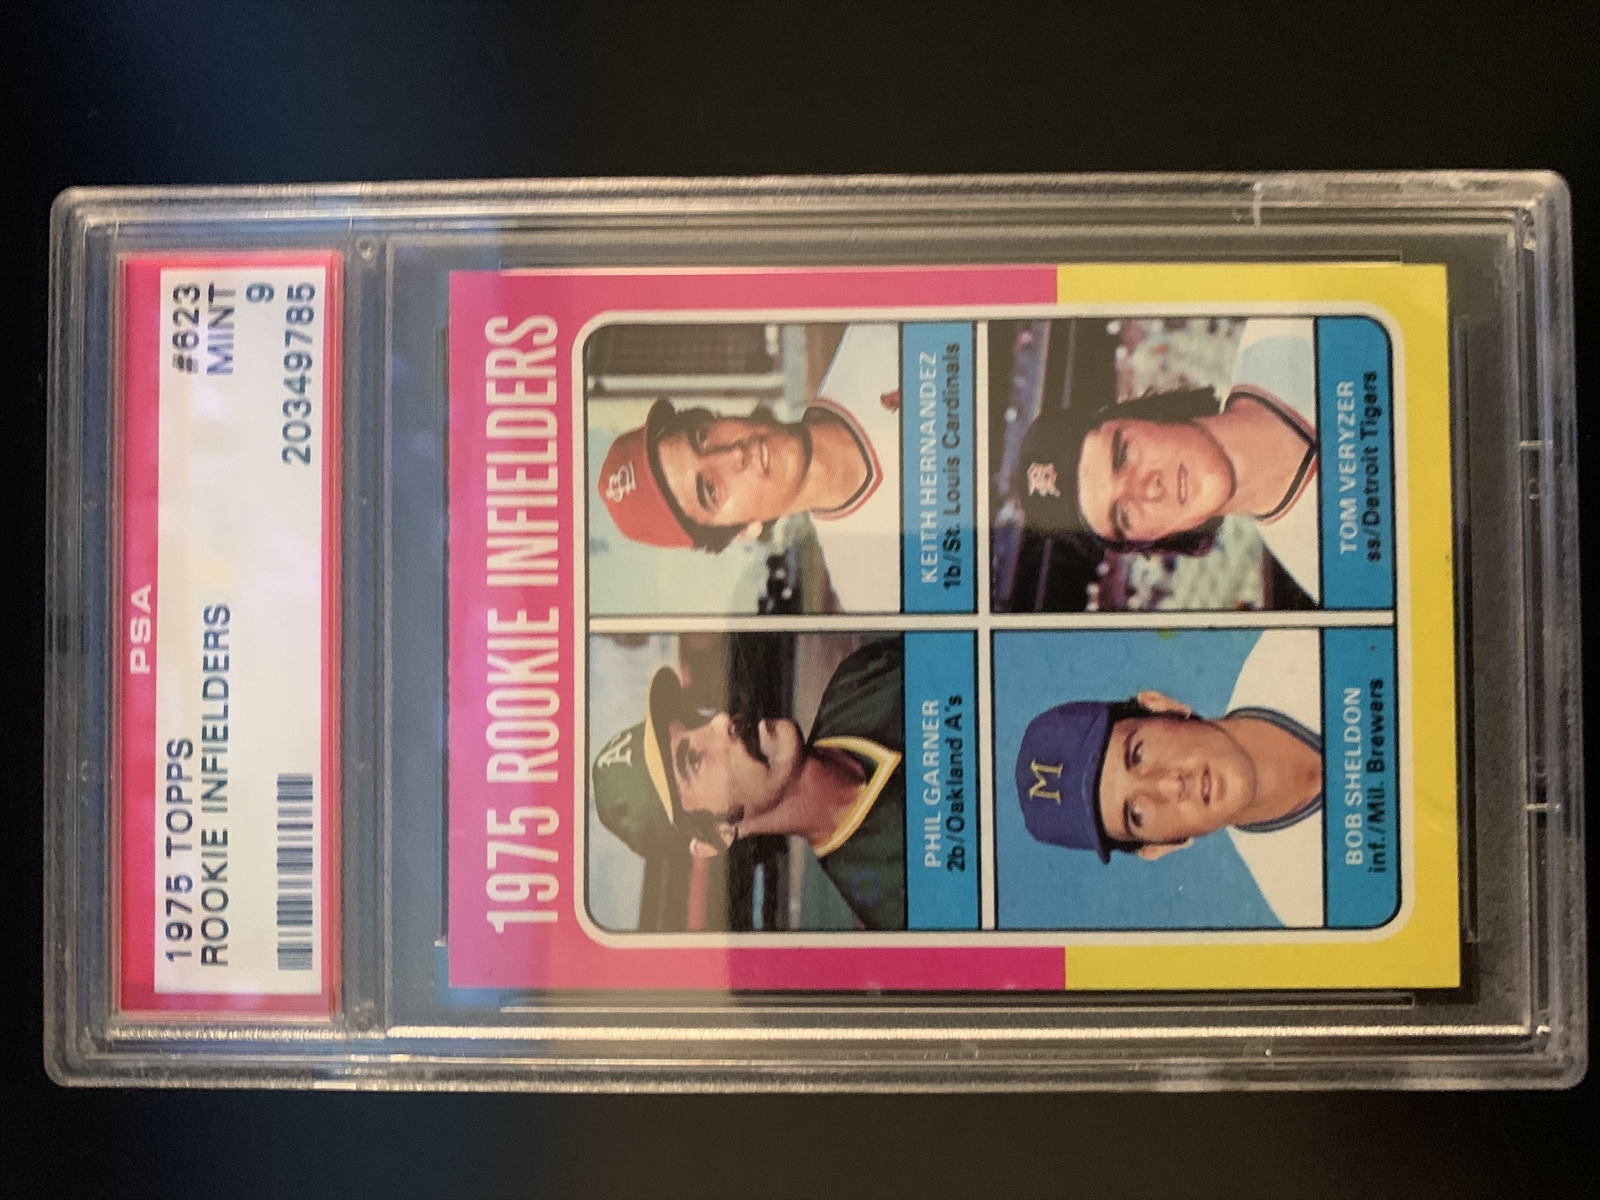 PSA
1975 TOPPS #623
ROOKIE INFIELDERS MINT
9
20349785
1975 ROOKIE INFIELDERS
A's
StL
PHIL GARNER
2b/Oakland A's
KEITH HERNANDEZ
1b/St. Louis Cardinals
M
D
BOB SHELDON
inf./Mil. Brewers
TOM VERYZER
ss/Detroit Tigers